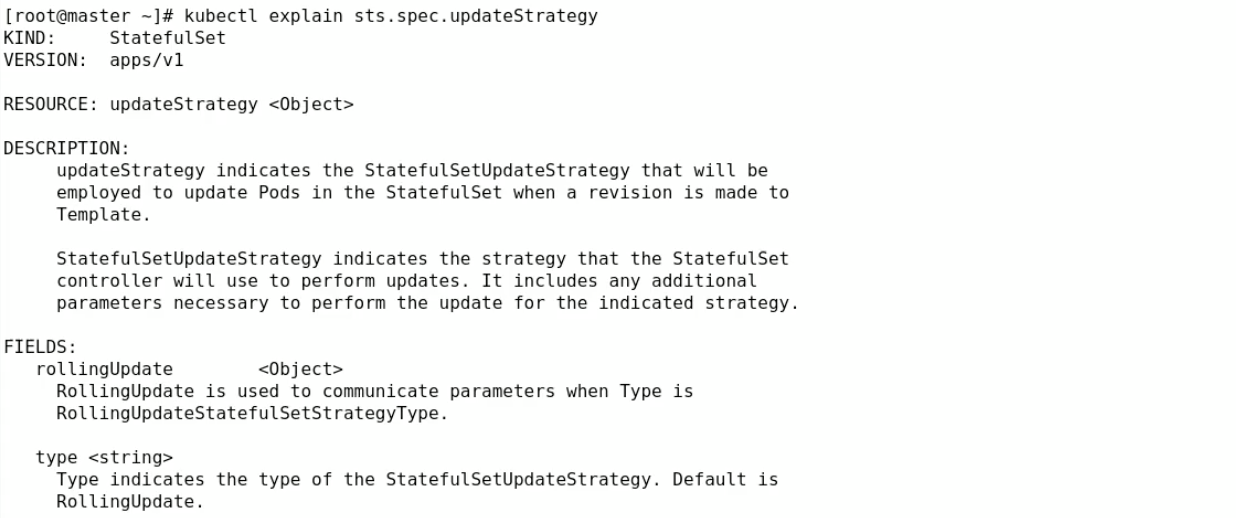 [root@master ~]# kubectl explain sts.spec.updateStrategy
KIND:     StatefulSet
VERSION:  apps/v1

RESOURCE: updateStrategy <Object>

DESCRIPTION:
     updateStrategy indicates the StatefulSetUpdateStrategy that will be
     employed to update Pods in the StatefulSet when a revision is made to
     Template.

     StatefulSetUpdateStrategy indicates the strategy that the StatefulSet
     controller will use to perform updates. It includes any additional
     parameters necessary to perform the update for the indicated strategy.

FIELDS:
   rollingUpdate        <Object>
     RollingUpdate is used to communicate parameters when Type is
     RollingUpdateStatefulSetStrategyType.

   type <string>
     Type indicates the type of the StatefulSetUpdateStrategy. Default is
     RollingUpdate.